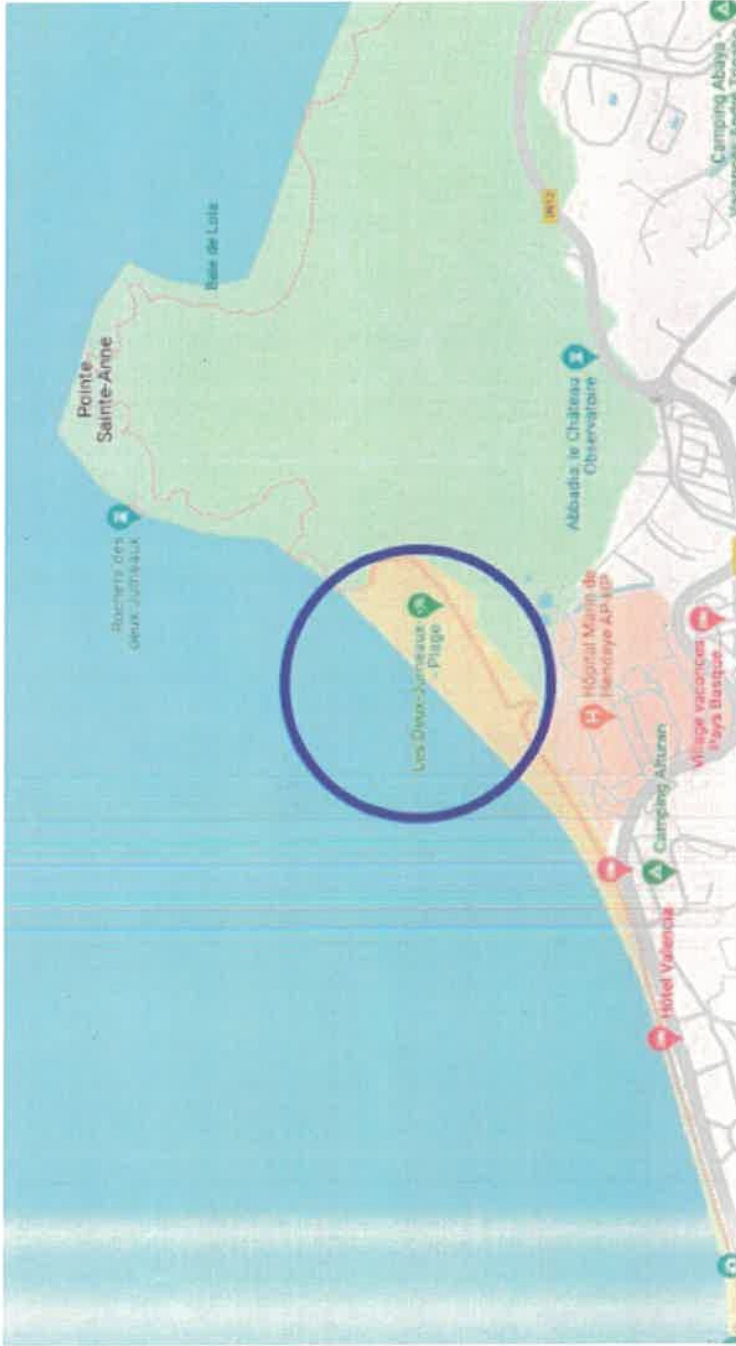 Pointe
Sainte-Anne
Rochers des
deux Jumeaux
Baie de Loia
Les Deux-Jumeaux
- Plage
D912
Abbadia, le Château
Observatoire
Hôpital Marin de
Hendaye AP-HP
Hôtel Valencia
Camping Alturan
Village vacances
Pays Basque
Camping Abaya -